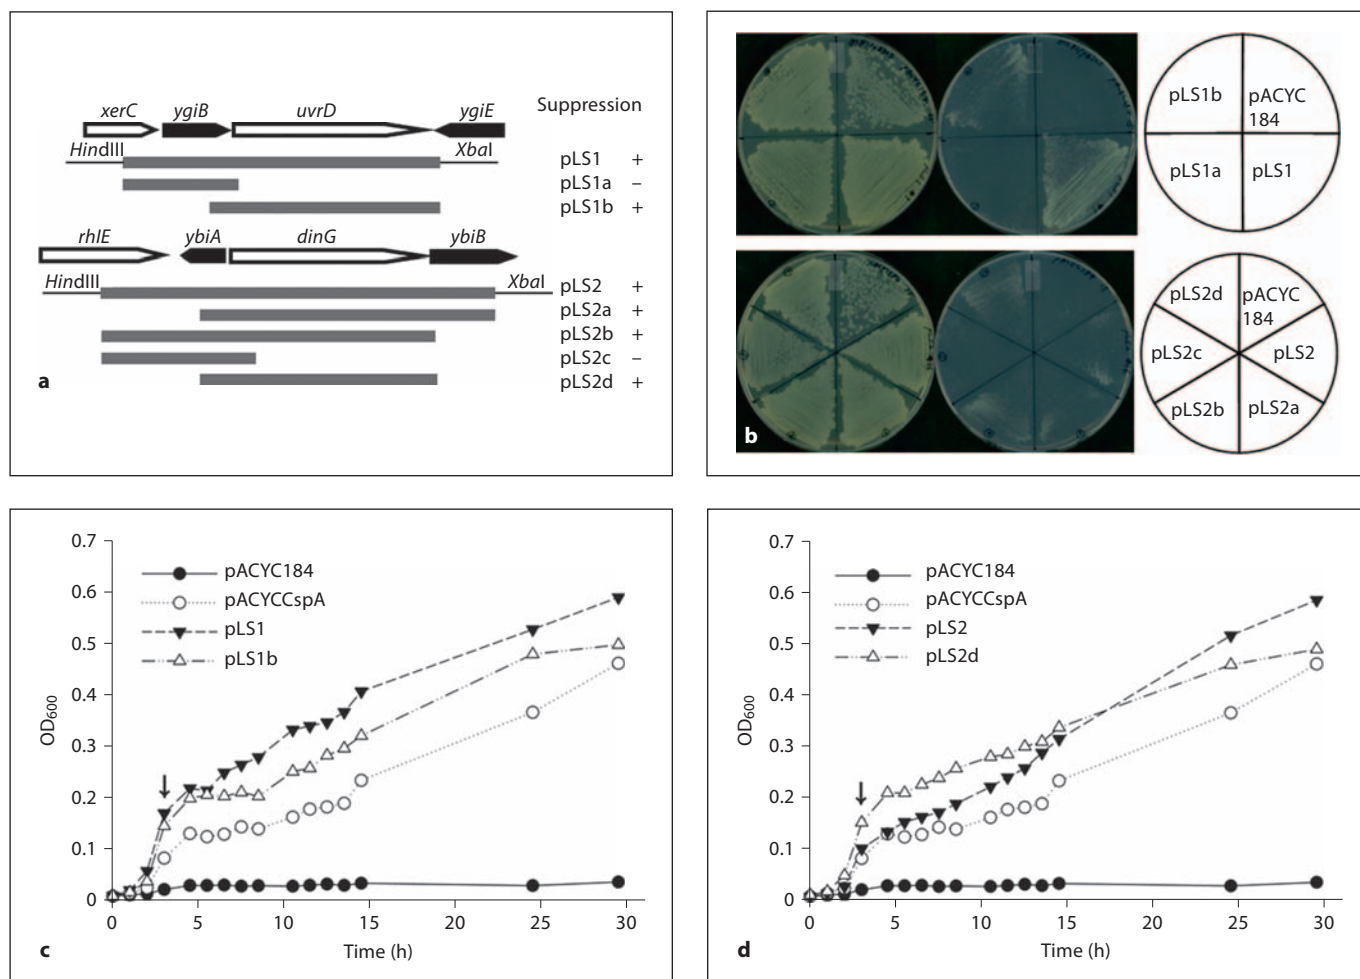 xerC ygiB uvrD ygiE Suppression
HindIII XbaI
pLS1 +
pLS1a –
pLS1b +
rhlE ybiA dinG ybiB
HindIII XbaI
pLS2 +
pLS2a +
pLS2b +
pLS2c –
pLS2d +
a
pLS1b pACYC
184
pLS1a pLS1
pLS2d pACYC
184
pLS2c pLS2
pLS2b pLS2a
b
0.7
0.6
0.5
0.4
0.3
0.2
0.1
0
OD600
pACYC184
pACYCCspA
pLS1
pLS1b
0 5 10 15 20 25 30
Time (h)
c
0.7
0.6
0.5
0.4
0.3
0.2
0.1
0
OD600
pACYC184
pACYCCspA
pLS2
pLS2d
0 5 10 15 20 25 30
Time (h)
d